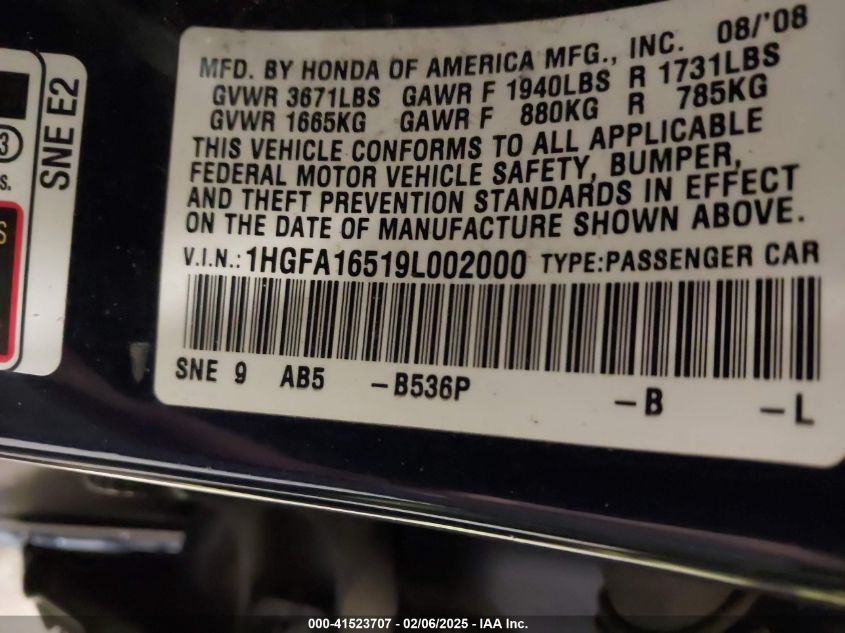 MFD. BY HONDA OF AMERICA MFG., INC. 08/'08
GVWR 3671LBS GAWR F 1940LBS R 1731LBS
GVWR 1665KG GAWR F 880KG R 785KG
THIS VEHICLE CONFORMS TO ALL APPLICABLE
FEDERAL MOTOR VEHICLE SAFETY, BUMPER,
AND THEFT PREVENTION STANDARDS IN EFFECT
ON THE DATE OF MANUFACTURE SHOWN ABOVE.
V.I.N.: 1HGFA16519L002000 TYPE:PASSENGER CAR
SNE 9 AB5 -B536P -B -L
SNE E2
3
S.
S
000-41523707 - 02/06/2025 - IAA Inc.